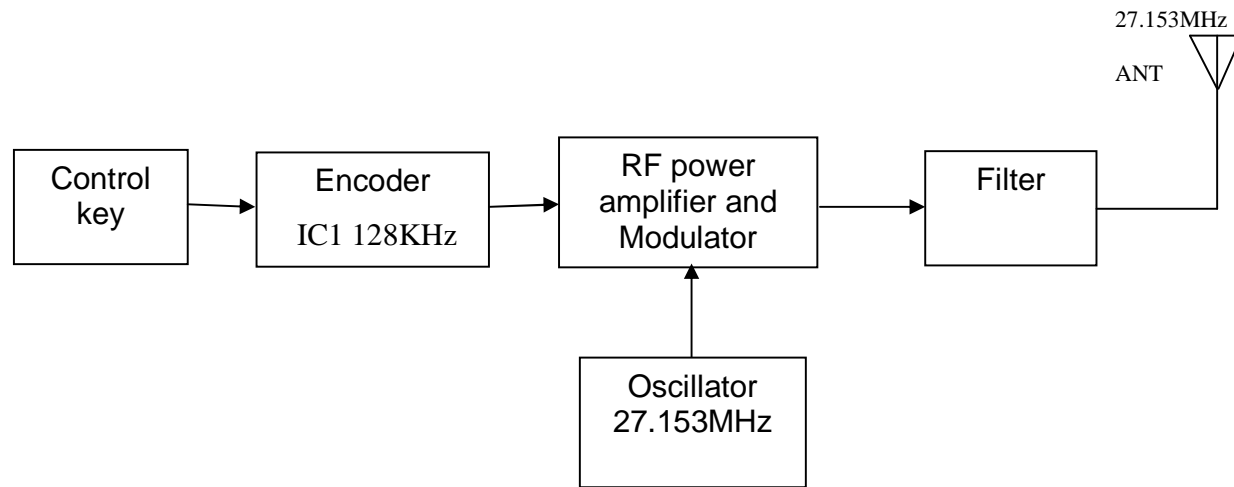 27.153MHz
ANT
Control
key
Encoder
IC1 128KHz
RF power
amplifier and
Modulator
Filter
Oscillator
27.153MHz